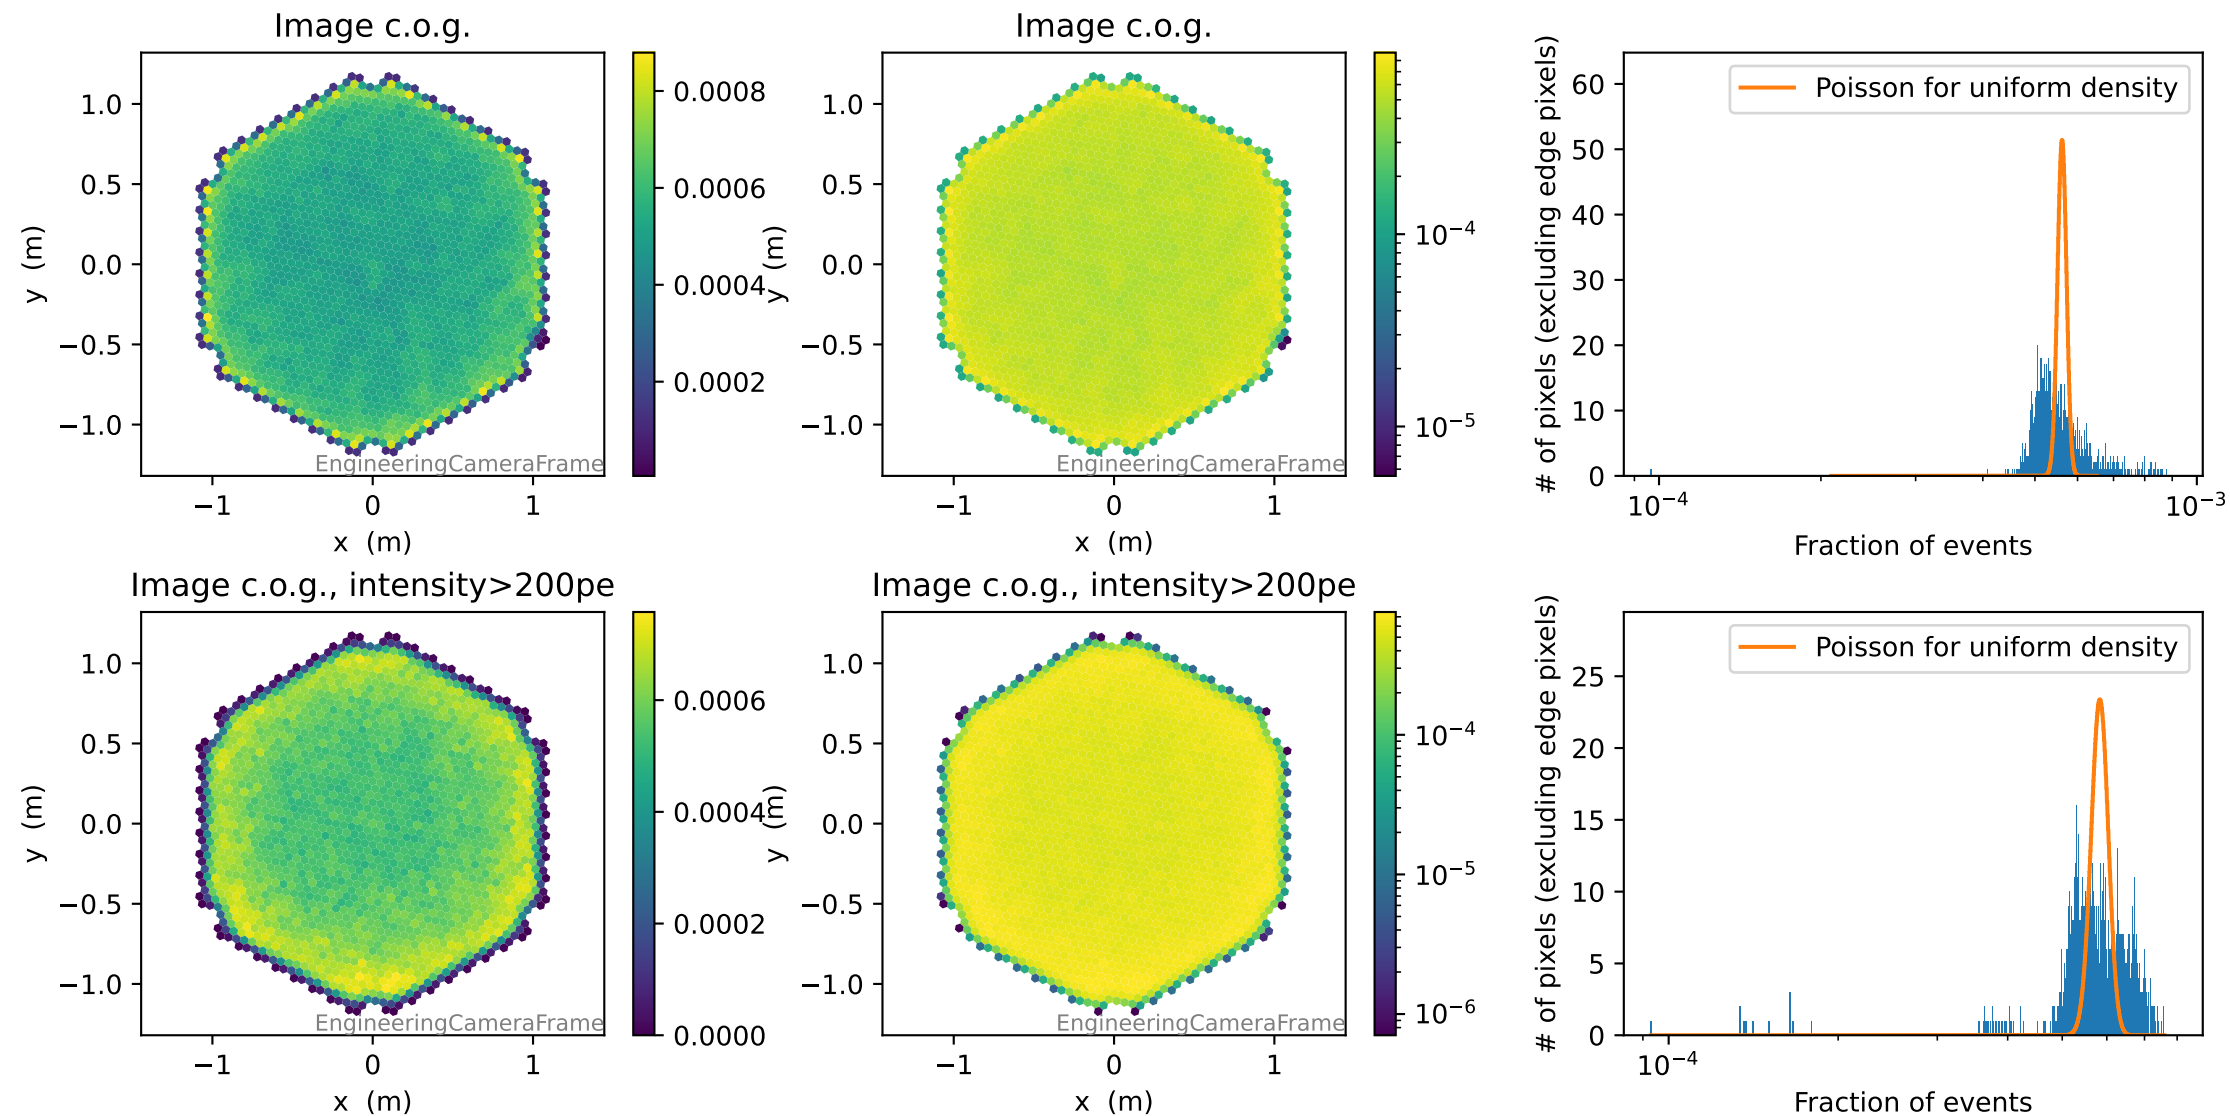 Image c.o.g.
1.0
0.5
0.0
−0.5
−1.0
y (m)
−1 0 1
x (m)
EngineeringCameraFrame
0.0008
0.0006
0.0004
0.0002
Image c.o.g.
1.0
0.5
0.0
−0.5
−1.0
y (m)
−1 0 1
x (m)
EngineeringCameraFrame
10⁻⁴
10⁻⁵
# of pixels (excluding edge pixels)
60
50
40
30
20
10
0
Poisson for uniform density
10⁻⁴ 10⁻³
Fraction of events
Image c.o.g., intensity>200pe
1.0
0.5
0.0
−0.5
−1.0
y (m)
−1 0 1
x (m)
EngineeringCameraFrame
0.0006
0.0004
0.0002
0.0000
Image c.o.g., intensity>200pe
1.0
0.5
0.0
−0.5
−1.0
y (m)
−1 0 1
x (m)
EngineeringCameraFrame
10⁻⁴
10⁻⁵
10⁻⁶
# of pixels (excluding edge pixels)
25
20
15
10
5
0
Poisson for uniform density
10⁻⁴
Fraction of events